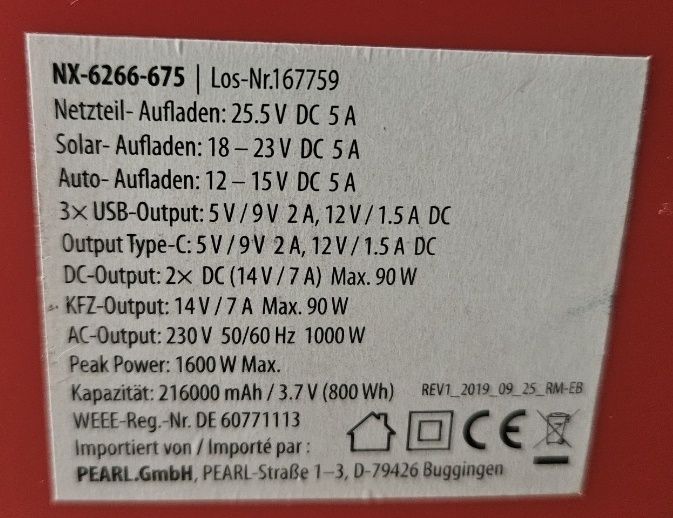 NX-6266-675 | Los-Nr.167759
Netzteil- Aufladen: 25.5 V DC 5 A
Solar- Aufladen: 18 – 23 V DC 5 A
Auto- Aufladen: 12 – 15 V DC 5 A
3× USB-Output: 5 V / 9 V 2 A, 12 V / 1.5 A DC
Output Type-C: 5 V / 9 V 2 A, 12 V / 1.5 A DC
DC-Output: 2× DC (14 V / 7 A) Max. 90 W
KFZ-Output: 14 V / 7 A Max. 90 W
AC-Output: 230 V 50/60 Hz 1000 W
Peak Power: 1600 W Max.
Kapazität: 216000 mAh / 3.7 V (800 Wh) REV1_2019_09_25_RM-EB
WEEE-Reg.-Nr. DE 60771113
Importiert von / Importé par : CE
PEARL.GmbH, PEARL-Straße 1–3, D-79426 Buggingen